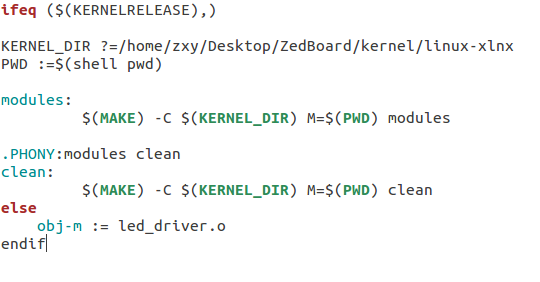 ifeq ($(KERNELRELEASE),)
KERNEL_DIR ?=/home/zxy/Desktop/ZedBoard/kernel/linux-xlnx
PWD :=$(shell pwd)
modules:
$(MAKE) -C $(KERNEL_DIR) M=$(PWD) modules
.PHONY:modules clean
clean:
$(MAKE) -C $(KERNEL_DIR) M=$(PWD) clean
else
obj-m := led_driver.o
endif